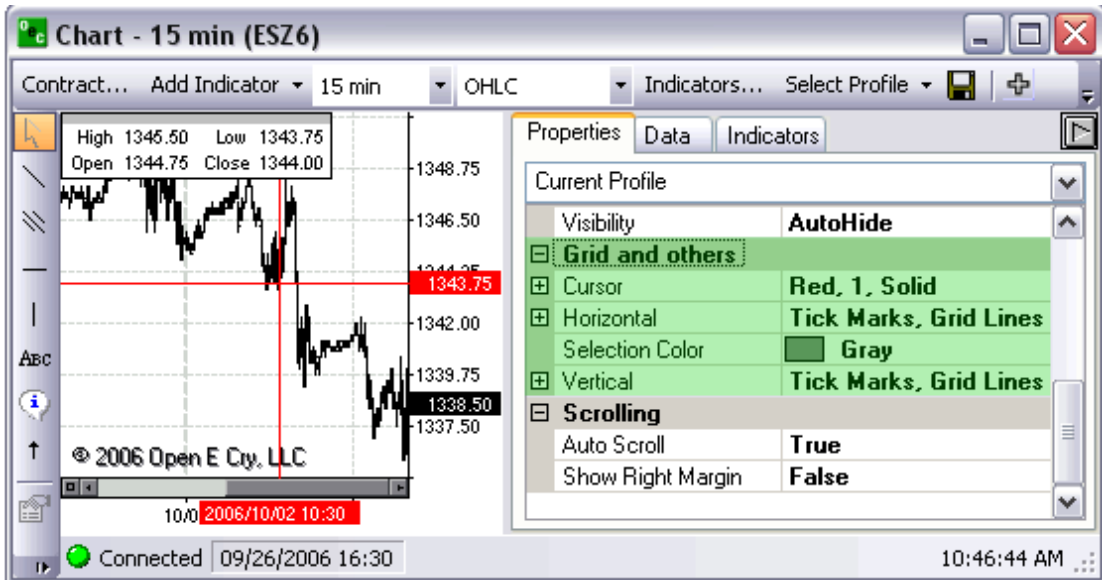 Oec Chart - 15 min (ESZ6)
Contract... Add Indicator 15 min OHLC Indicators... Select Profile
High 1345.50 Low 1343.75
Open 1344.75 Close 1344.00
1348.75
1346.50
1343.75
1342.00
1339.75
1338.50
1337.50
ABC
© 2006 Open E Cry, LLC
10/0 2006/10/02 10:30
Properties Data Indicators
Current Profile
Visibility AutoHide
Grid and others
Cursor Red, 1, Solid
Horizontal Tick Marks, Grid Lines
Selection Color Gray
Vertical Tick Marks, Grid Lines
Scrolling
Auto Scroll True
Show Right Margin False
Connected 09/26/2006 16:30 10:46:44 AM